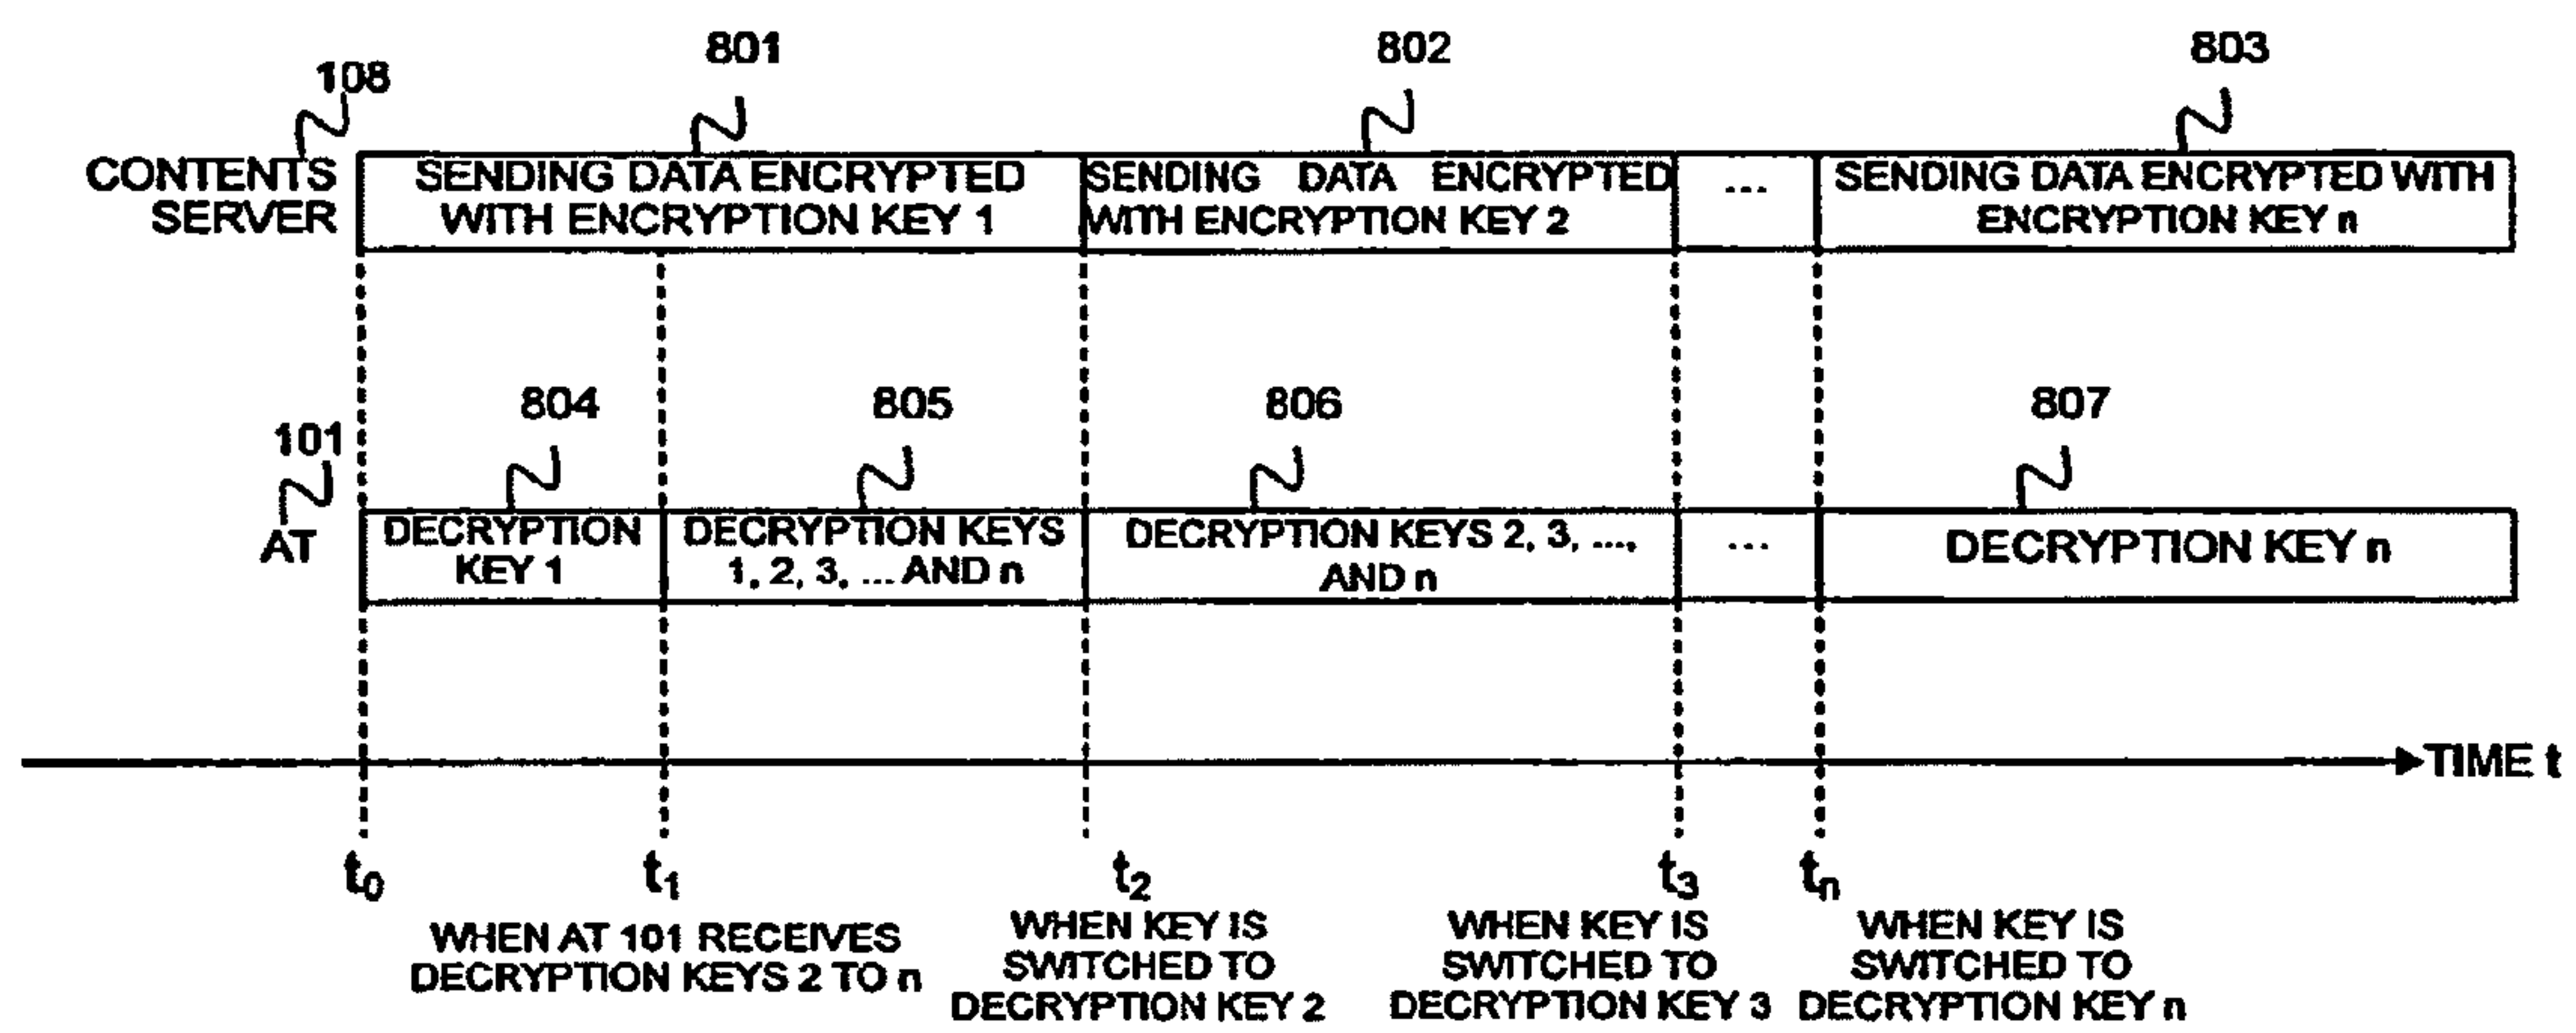 801
802
803
108
CONTENTS
SERVER
SENDING DATA ENCRYPTED
WITH ENCRYPTION KEY 1
SENDING DATA ENCRYPTED
WITH ENCRYPTION KEY 2
...
SENDING DATA ENCRYPTED WITH
ENCRYPTION KEY n
804
805
806
807
101
AT
DECRYPTION
KEY 1
DECRYPTION KEYS
1, 2, 3, ... AND n
DECRYPTION KEYS 2, 3, ...,
AND n
...
DECRYPTION KEY n
TIME t
t0
t1
t2
t3
tn
WHEN AT 101 RECEIVES
DECRYPTION KEYS 2 TO n
WHEN KEY IS
SWITCHED TO
DECRYPTION KEY 2
WHEN KEY IS
SWITCHED TO
DECRYPTION KEY 3
WHEN KEY IS
SWITCHED TO
DECRYPTION KEY n